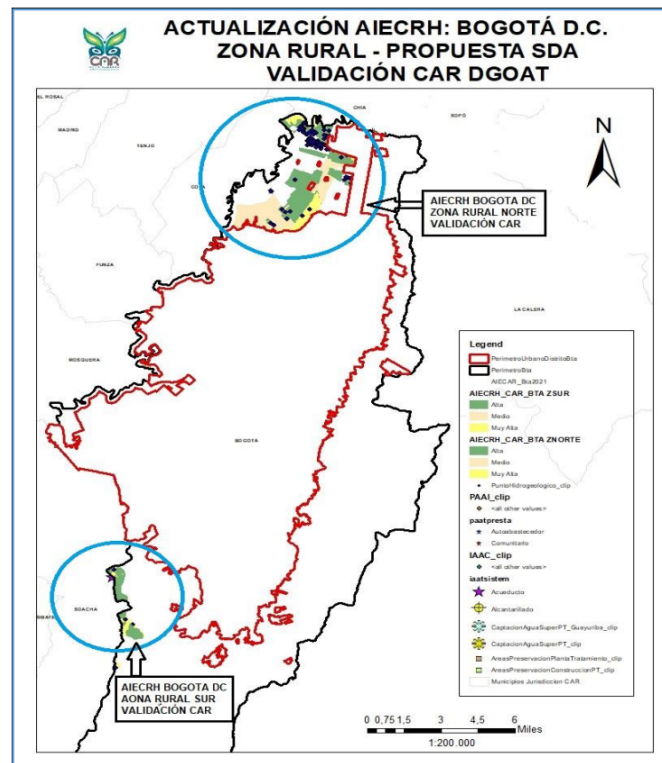 ACTUALIZACIÓN AIECRH: BOGOTÁ D.C.
ZONA RURAL - PROPUESTA SDA
VALIDACIÓN CAR DGOAT
CAR
EL ROSAL
MADRID
TENJO
CHIA
SOPÓ
COTA
N
AIECRH BOGOTA DC
ZONA RURAL NORTE
VALIDACIÓN CAR
FUNZA
LA CALERA
MOSQUERA
BOGOTA
SOACHA
Legend
PerimetroUrbanoDistritoBta
PerimetroBta
AIECAR_Bta2021
AIECRH_CAR_BTA ZSUR
Alta
Medio
Muy Alta
AIECRH_CAR_BTA ZNORTE
Alta
Medio
Muy Alta
PuntoHidrogeologico_clip
PAAI_clip
<all other values>
paatpresta
Autoabastecedor
Comunitario
IAAC_clip
<all other values>
iaatsistem
Acueducto
Alcantarillado
CaptacionAguaSuperPT_Guayuriba_clip
CaptacionAguaSuperPT_clip
AreasPreservacionPlantaTratamiento_clip
AreasPreservacionConstruccionPT_clip
Municipios Jurisdiccion CAR
AIECRH BOGOTA DC
AONA RURAL SUR
VALIDACIÓN CAR
0 0,75 1,5 3 4,5 6
Miles
1:200.000